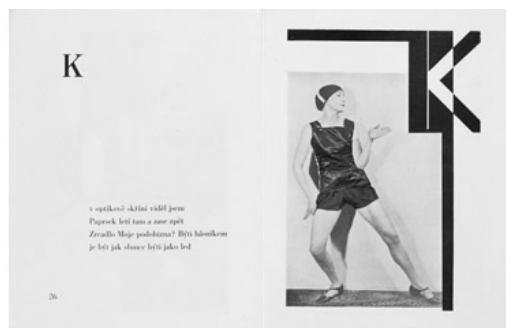 K
v optikově skříni viděl jsem
Paprsek letí tam a zase zpět
Zrcadlo Moje podobizna? Býti básníkem
je být jak slunce býti jako led
26
K